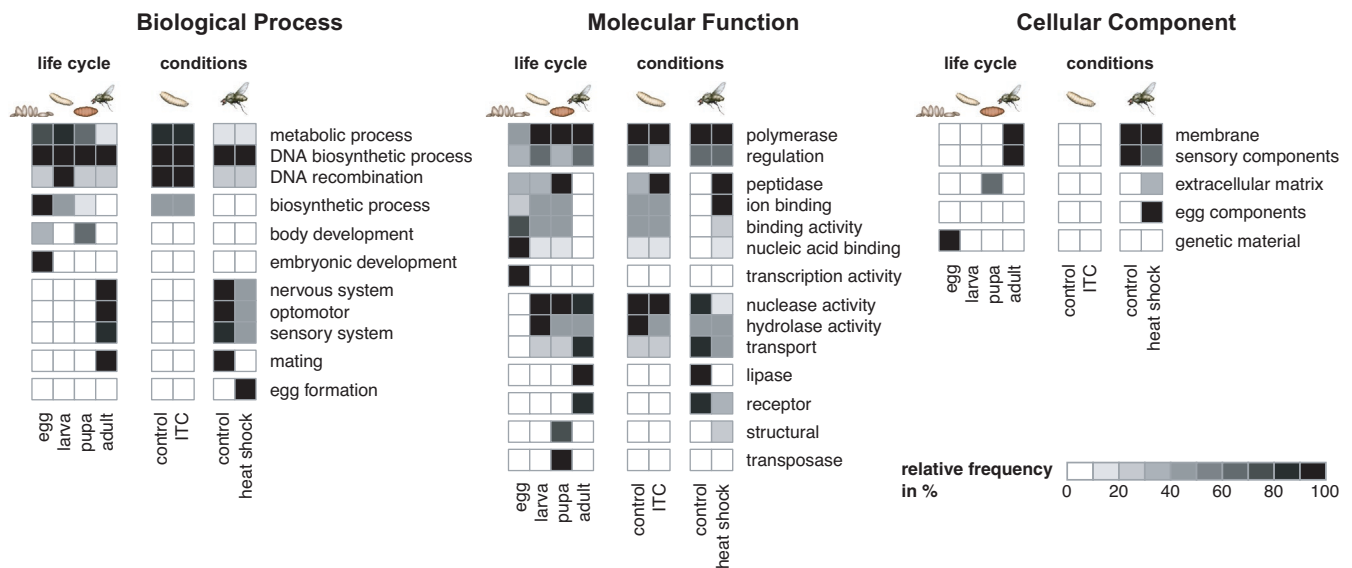 Biological Process
life cycle
conditions
metabolic process
DNA biosynthetic process
DNA recombination
biosynthetic process
body development
embryonic development
nervous system
optomotor
sensory system
mating
egg formation
egg
larva
pupa
adult
control
ITC
control
heat shock
Molecular Function
life cycle
conditions
polymerase
regulation
peptidase
ion binding
binding activity
nucleic acid binding
transcription activity
nuclease activity
hydrolase activity
transport
lipase
receptor
structural
transposase
egg
larva
pupa
adult
control
ITC
control
heat shock
Cellular Component
life cycle
conditions
membrane
sensory components
extracellular matrix
egg components
genetic material
egg
larva
pupa
adult
control
ITC
control
heat shock
relative frequency
in %
0 20 40 60 80 100